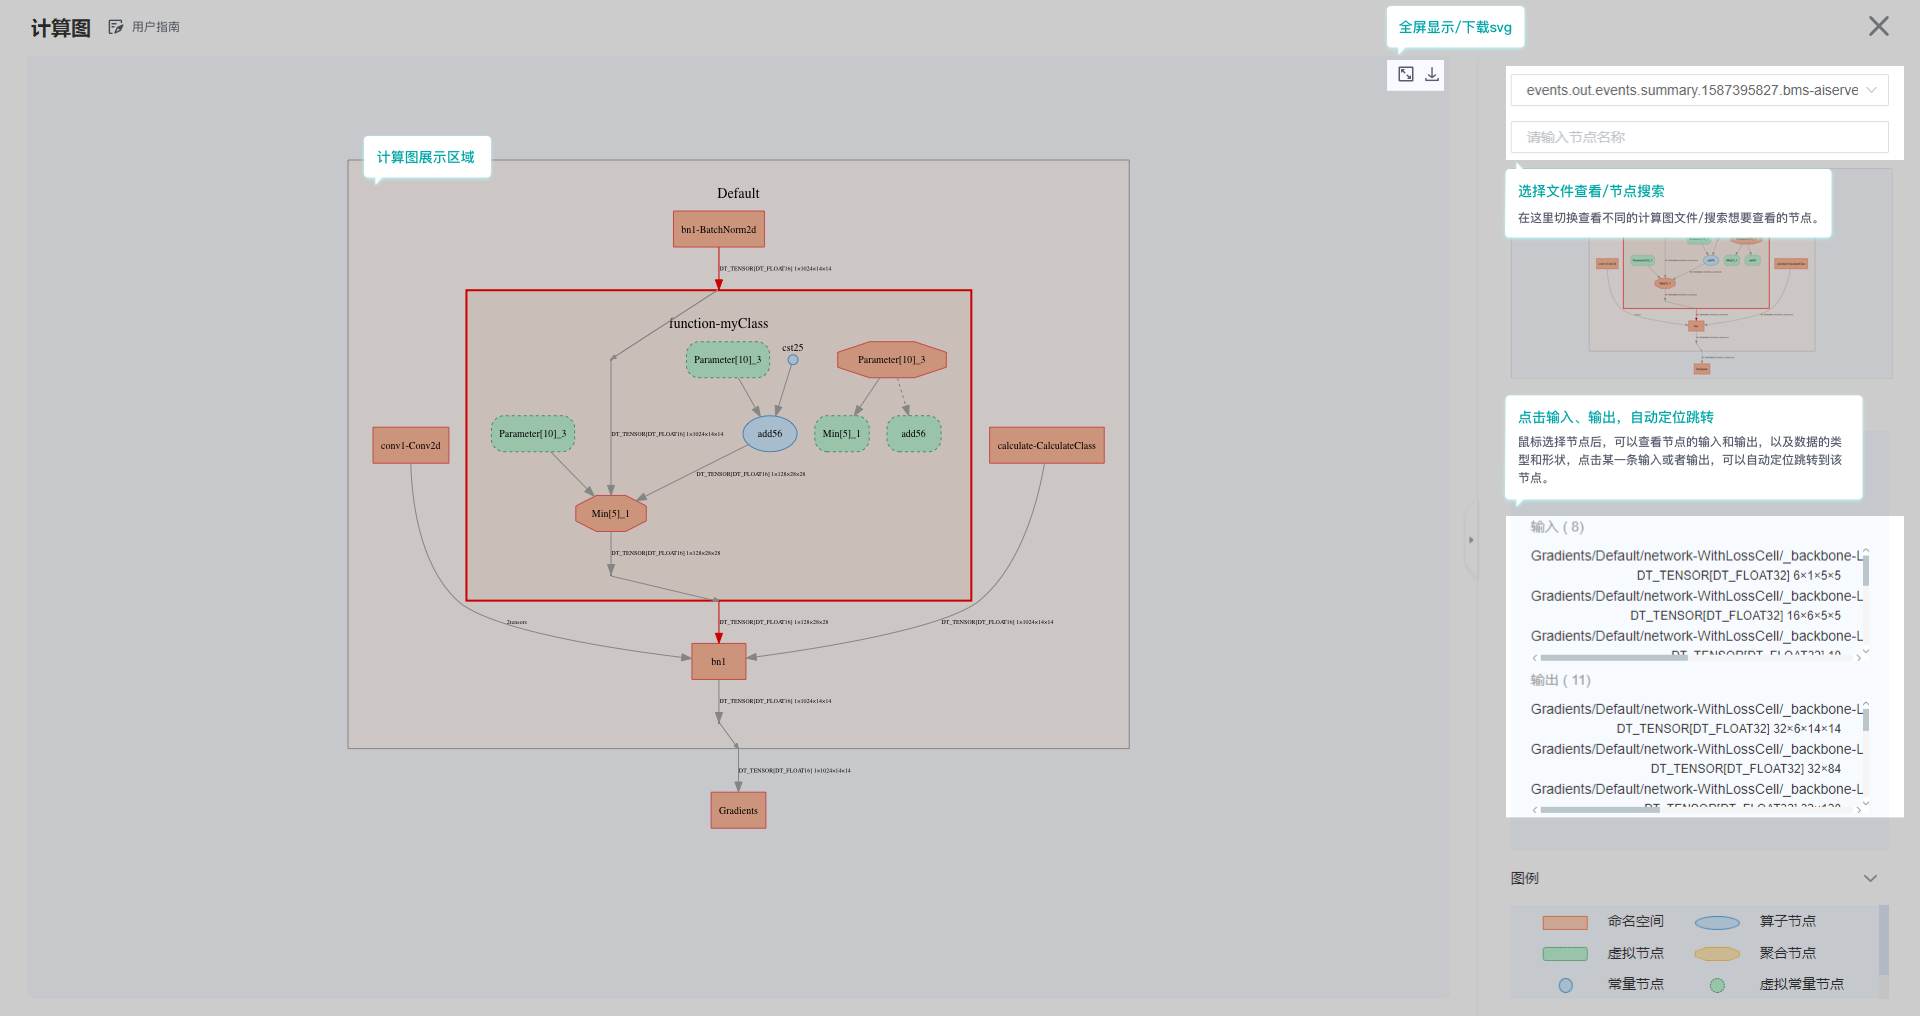 计算图
用户指南
全屏显示/下载svg
计算图展示区域
Default
bn1-BatchNorm2d
DT_TENSOR[DT_FLOAT16] 1×1024×14×14
function-myClass
Parameter[10]_3
cst25
Parameter[10]_3
Parameter[10]_3
DT_TENSOR[DT_FLOAT16] 1×1024×14×14
add56
Min[5]_1
add56
conv1-Conv2d
calculate-CalculateClass
DT_TENSOR[DT_FLOAT16] 1×128×28×28
Min[5]_1
DT_TENSOR[DT_FLOAT16] 1×128×28×28
2tensors
DT_TENSOR[DT_FLOAT16] 1×128×28×28
DT_TENSOR[DT_FLOAT16] 1×1024×14×14
bn1
DT_TENSOR[DT_FLOAT16] 1×1024×14×14
DT_TENSOR[DT_FLOAT16] 1×1024×14×14
Gradients
events.out.events.summary.1587395827.bms-aiserve
请输入节点名称
选择文件查看/节点搜索
在这里切换查看不同的计算图文件/搜索想要查看的节点。
点击输入、输出，自动定位跳转
鼠标选择节点后，可以查看节点的输入和输出，以及数据的类
型和形状，点击某一条输入或者输出，可以自动定位跳转到该
节点。
输入 ( 8)
Gradients/Default/network-WithLossCell/_backbone-L
DT_TENSOR[DT_FLOAT32] 6×1×5×5
Gradients/Default/network-WithLossCell/_backbone-L
DT_TENSOR[DT_FLOAT32] 16×6×5×5
Gradients/Default/network-WithLossCell/_backbone-L
DT_TENSOR[DT_FLOAT32] 10
输出 ( 11)
Gradients/Default/network-WithLossCell/_backbone-L
DT_TENSOR[DT_FLOAT32] 32×6×14×14
Gradients/Default/network-WithLossCell/_backbone-L
DT_TENSOR[DT_FLOAT32] 32×84
Gradients/Default/network-WithLossCell/_backbone-L
DT_TENSOR[DT_FLOAT32] 32×120
图例
命名空间
算子节点
虚拟节点
聚合节点
常量节点
虚拟常量节点